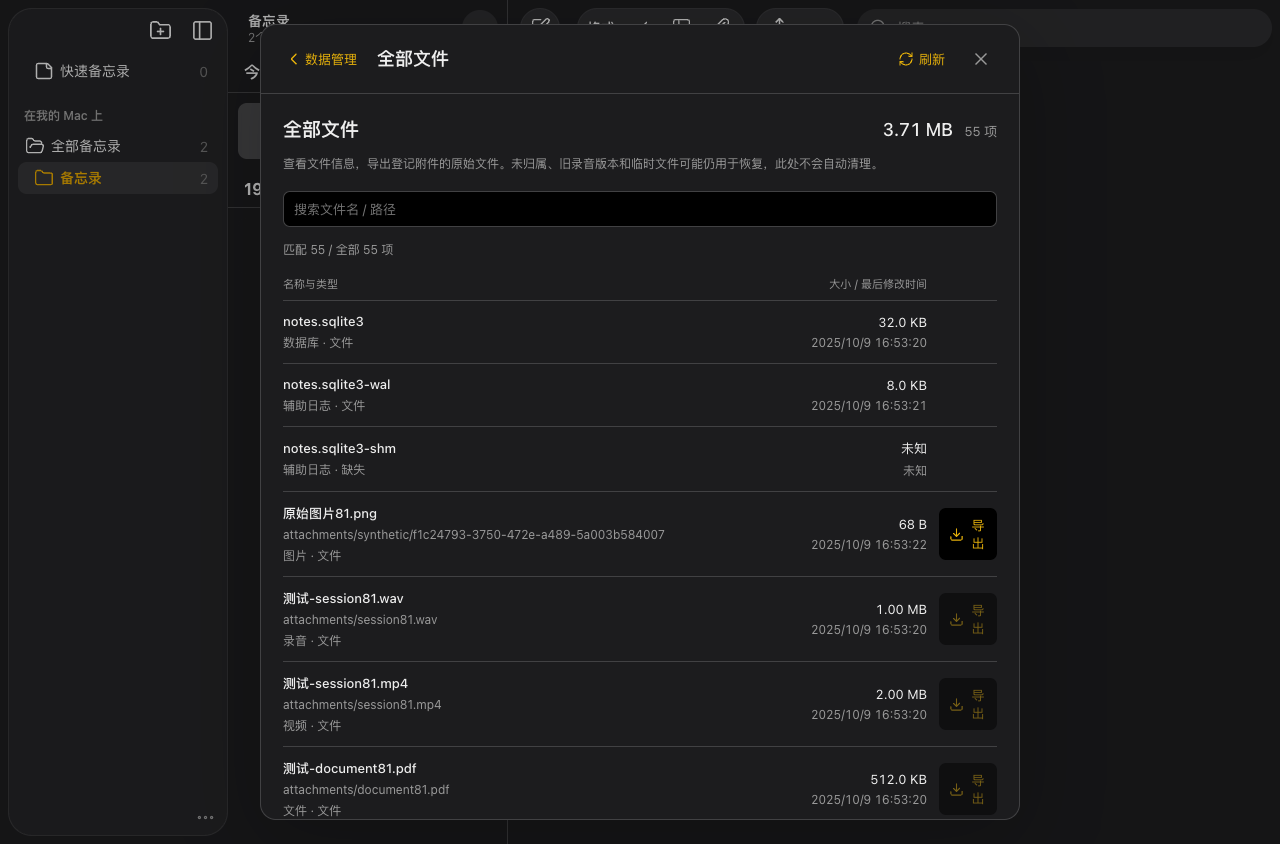 快速备忘录 0
在我的 Mac 上
全部备忘录 2
备忘录 2
备忘录
今
19
数据管理 全部文件 刷新
全部文件 3.71 MB 55 项
查看文件信息，导出登记附件的原始文件。未归属、旧录音版本和临时文件可能仍用于恢复，此处不会自动清理。
搜索文件名 / 路径
匹配 55 / 全部 55 项
名称与类型 大小 / 最后修改时间
notes.sqlite3 32.0 KB
数据库 · 文件 2025/10/9 16:53:20
notes.sqlite3-wal 8.0 KB
辅助日志 · 文件 2025/10/9 16:53:21
notes.sqlite3-shm 未知
辅助日志 · 缺失 未知
原始图片81.png 68 B 导出
attachments/synthetic/f1c24793-3750-472e-a489-5a003b584007 2025/10/9 16:53:22
图片 · 文件
测试-session81.wav 1.00 MB 导出
attachments/session81.wav 2025/10/9 16:53:20
录音 · 文件
测试-session81.mp4 2.00 MB 导出
attachments/session81.mp4 2025/10/9 16:53:20
视频 · 文件
测试-document81.pdf 512.0 KB 导出
attachments/document81.pdf 2025/10/9 16:53:20
文件 · 文件